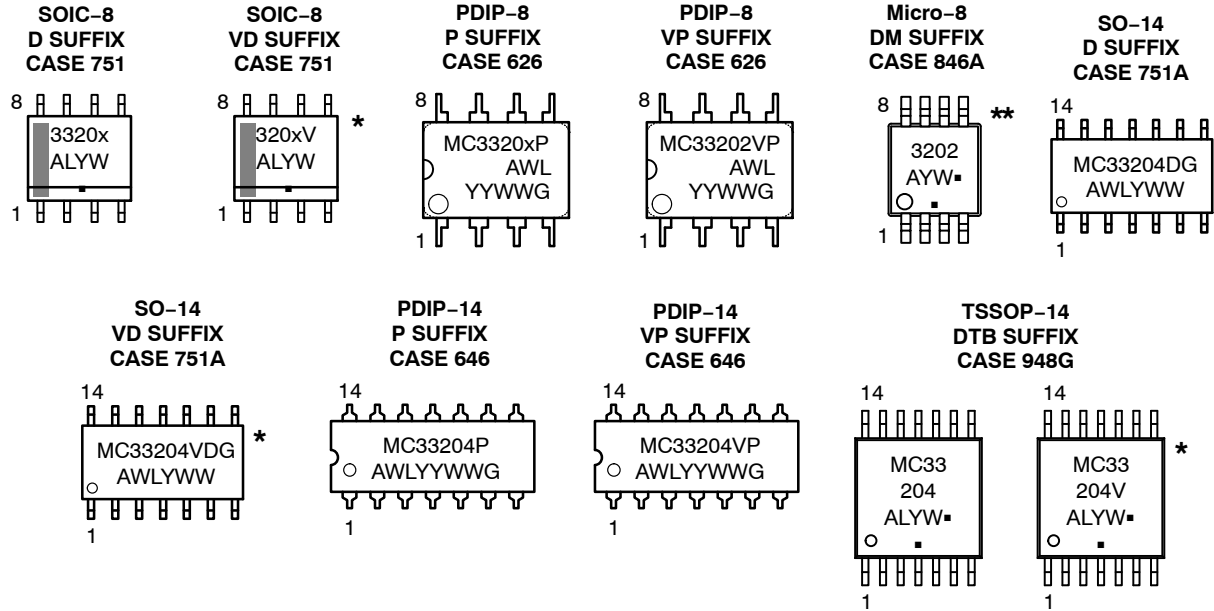 SOIC−8
D SUFFIX
CASE 751
8
3320x
ALYW
1
SOIC−8
VD SUFFIX
CASE 751
8
*
320xV
ALYW
1
PDIP−8
P SUFFIX
CASE 626
8
MC3320xP
AWL
YYWWG
1
PDIP−8
VP SUFFIX
CASE 626
8
MC33202VP
AWL
YYWWG
1
Micro−8
DM SUFFIX
CASE 846A
8
**
3202
AYW▪
▪
1
SO−14
D SUFFIX
CASE 751A
14
MC33204DG
AWLYWW
1
SO−14
VD SUFFIX
CASE 751A
14
*
MC33204VDG
AWLYWW
1
PDIP−14
P SUFFIX
CASE 646
14
MC33204P
AWLYYWWG
1
PDIP−14
VP SUFFIX
CASE 646
14
MC33204VP
AWLYYWWG
1
TSSOP−14
DTB SUFFIX
CASE 948G
14
MC33
204
ALYW▪
▪
1
14
*
MC33
204V
ALYW▪
▪
1